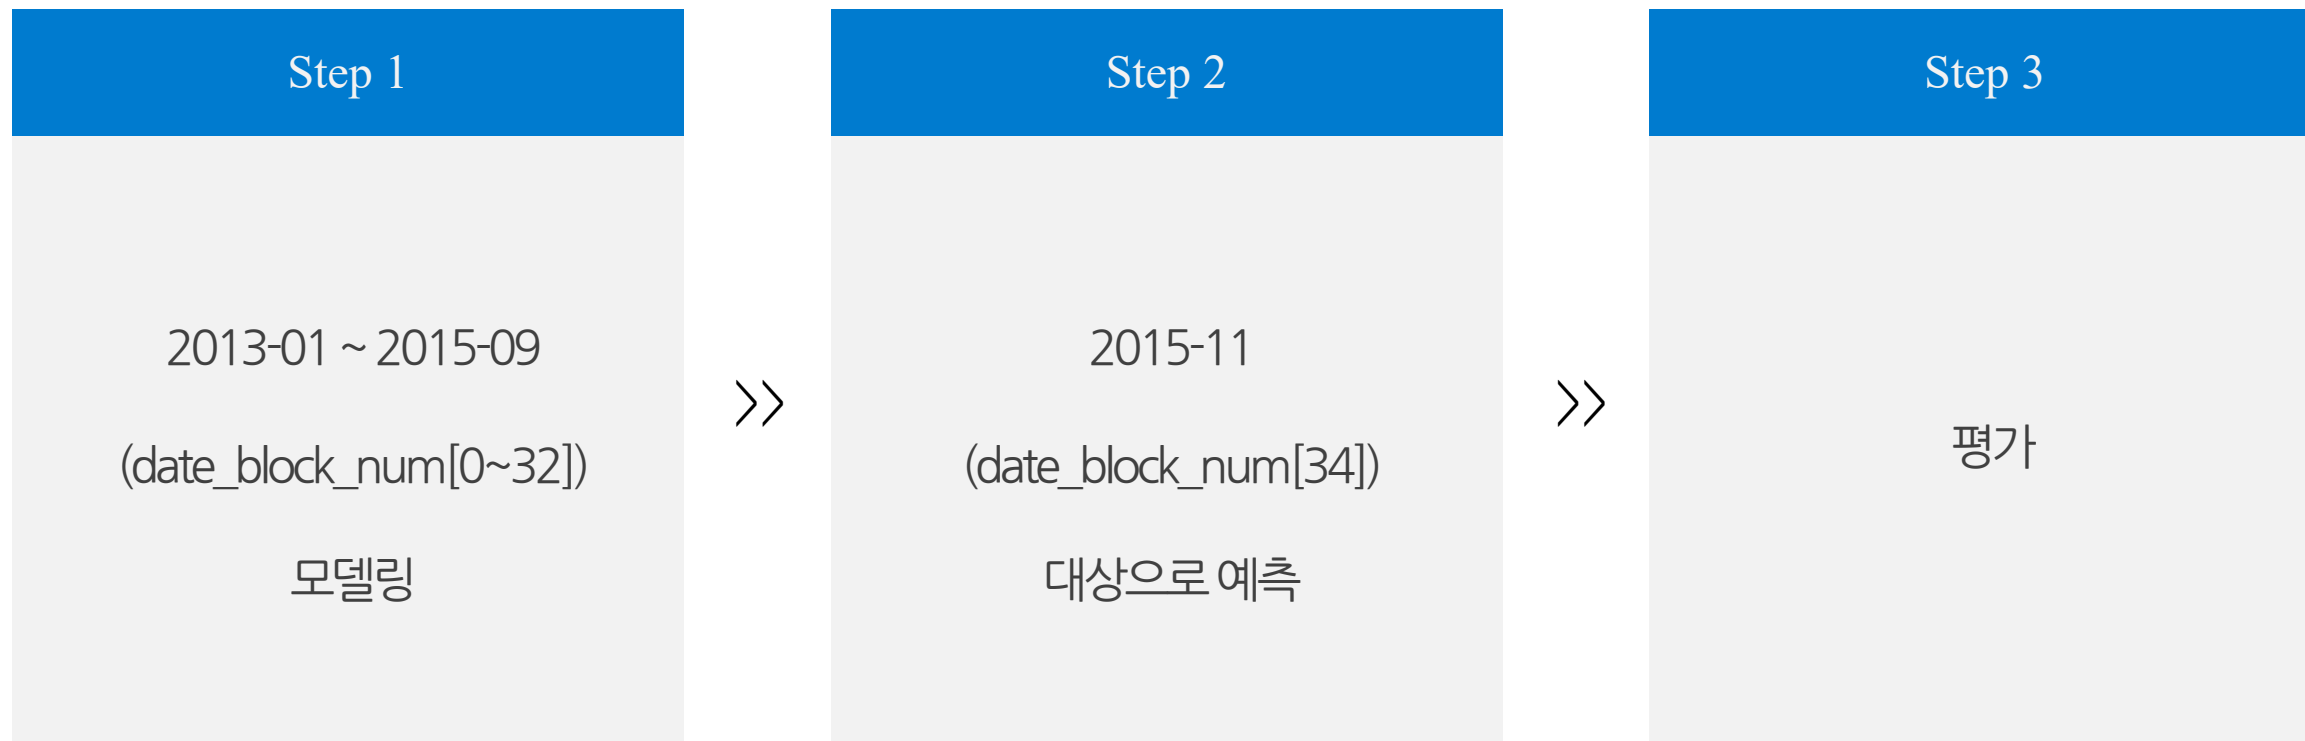 Step 1
2013-01 ~ 2015-09
(date_block_num[0~32])
모델링
»
Step 2
2015-11
(date_block_num[34])
대상으로 예측
»
Step 3
평가